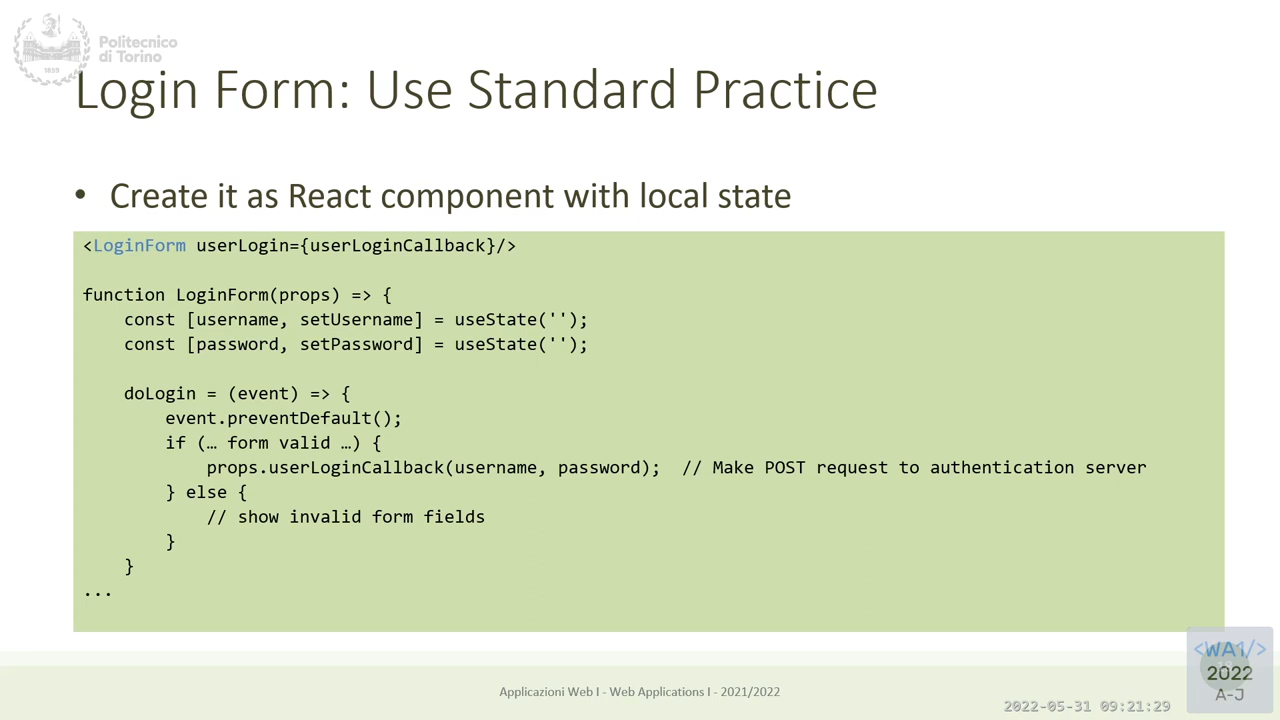 Politecnico
di Torino
1859
Login Form: Use Standard Practice
• Create it as React component with local state
<LoginForm userLogin={userLoginCallback}/>
function LoginForm(props) => {
    const [username, setUsername] = useState('');
    const [password, setPassword] = useState('');
    doLogin = (event) => {
        event.preventDefault();
        if (… form valid …) {
            props.userLoginCallback(username, password);  // Make POST request to authentication server
        } else {
            // show invalid form fields
        }
    }
...
Applicazioni Web I - Web Applications I - 2021/2022
2022-05-31 09:21:29
<WA1/>
2022
A-J